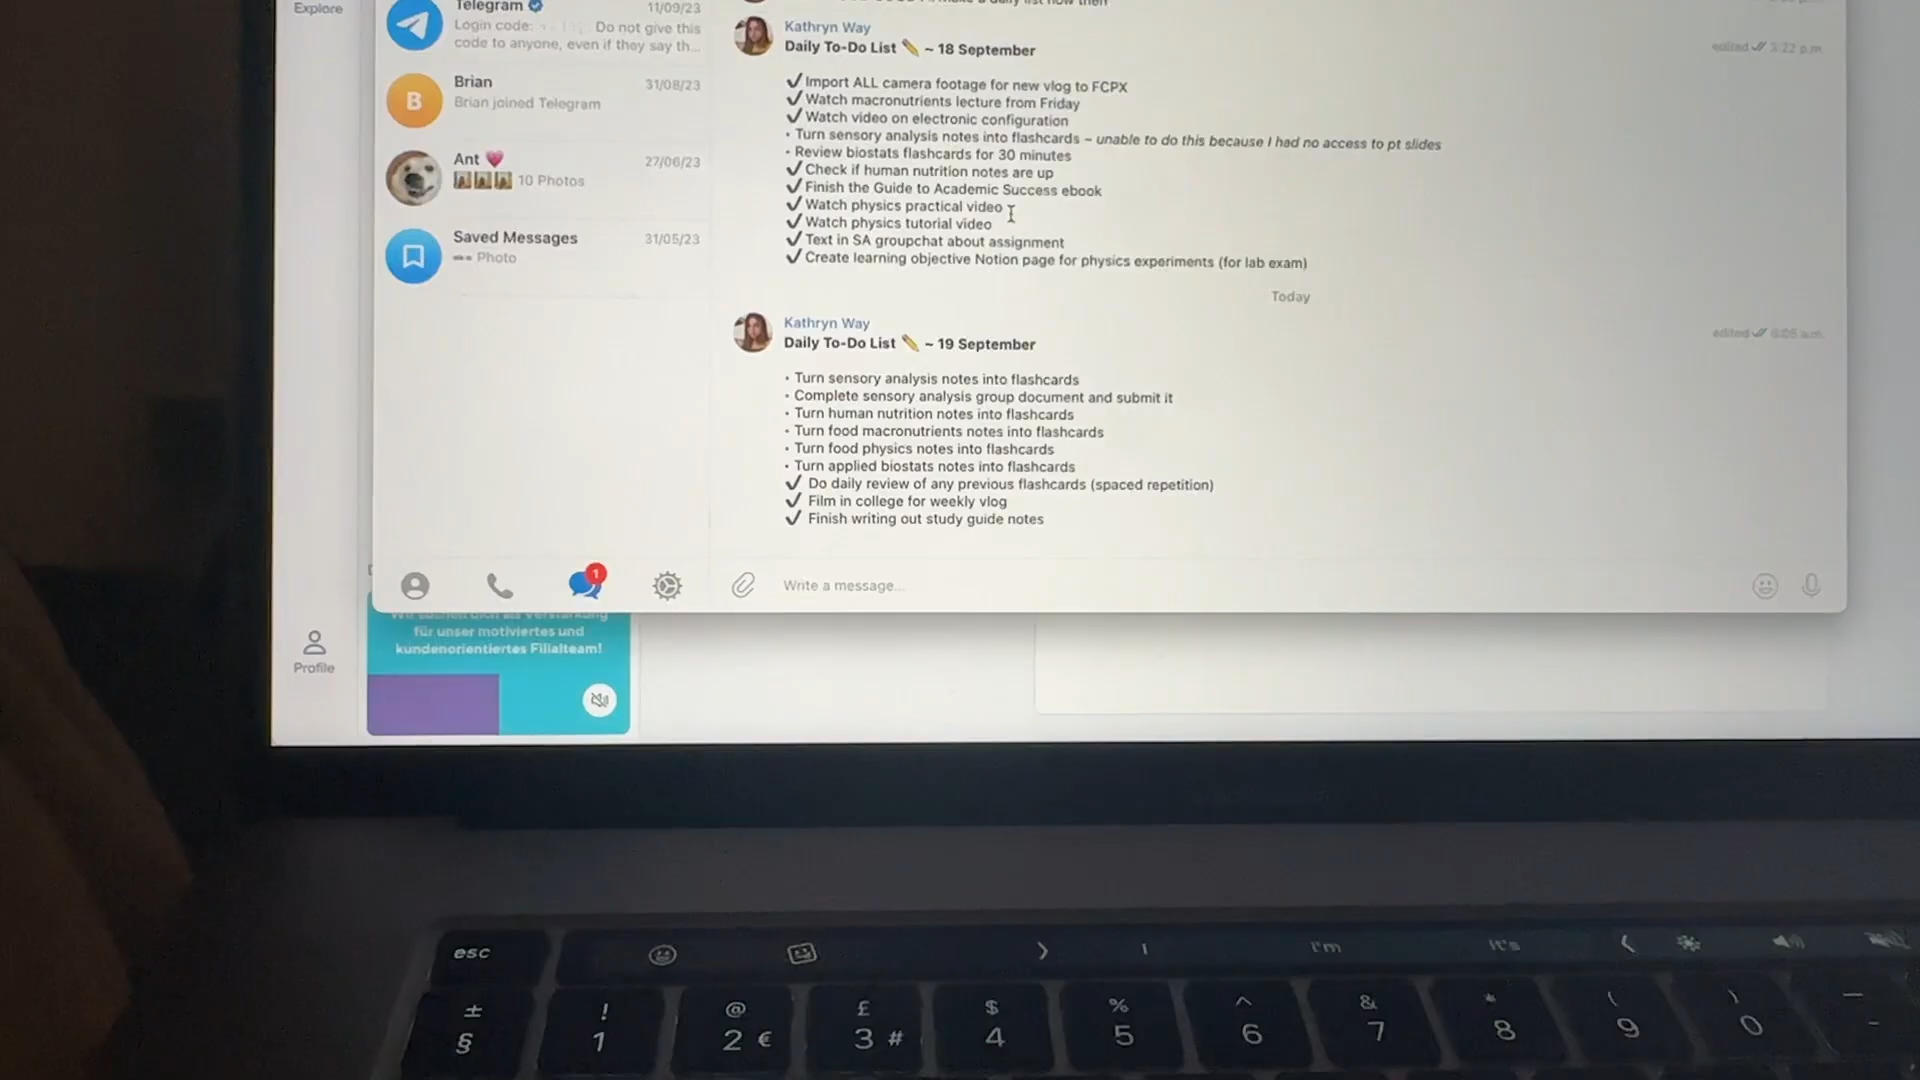 Explore
Telegram
11/09/23
Login code:
Do not give this
code to anyone, even if they say th...
Brian
31/08/23
B
Brian joined Telegram
Ant
27/06/23
10 Photos
Saved Messages
31/05/23
Photo
Kathryn Way
Daily To-Do List ✏️ ~ 18 September
edited 3:22 p.m.
✓ Import ALL camera footage for new vlog to FCPX
✓ Watch macronutrients lecture from Friday
✓ Watch video on electronic configuration
• Turn sensory analysis notes into flashcards – unable to do this because I had no access to pt slides
• Review biostats flashcards for 30 minutes
✓ Check if human nutrition notes are up
✓ Finish the Guide to Academic Success ebook
✓ Watch physics practical video
✓ Watch physics tutorial video
✓ Text in SA groupchat about assignment
✓ Create learning objective Notion page for physics experiments (for lab exam)
Today
Kathryn Way
Daily To-Do List ✏️ ~ 19 September
edited 6:05 a.m.
• Turn sensory analysis notes into flashcards
• Complete sensory analysis group document and submit it
• Turn human nutrition notes into flashcards
• Turn food macronutrients notes into flashcards
• Turn food physics notes into flashcards
• Turn applied biostats notes into flashcards
✓ Do daily review of any previous flashcards (spaced repetition)
✓ Film in college for weekly vlog
✓ Finish writing out study guide notes
1
Write a message...
für unser motiviertes und
kundenorientiertes Filialteam!
Profile
esc
I
I'm
It's
± ! @ £ $ % ^ & * ( ) —
§ 1 2 € 3 # 4 5 6 7 8 9 0 -